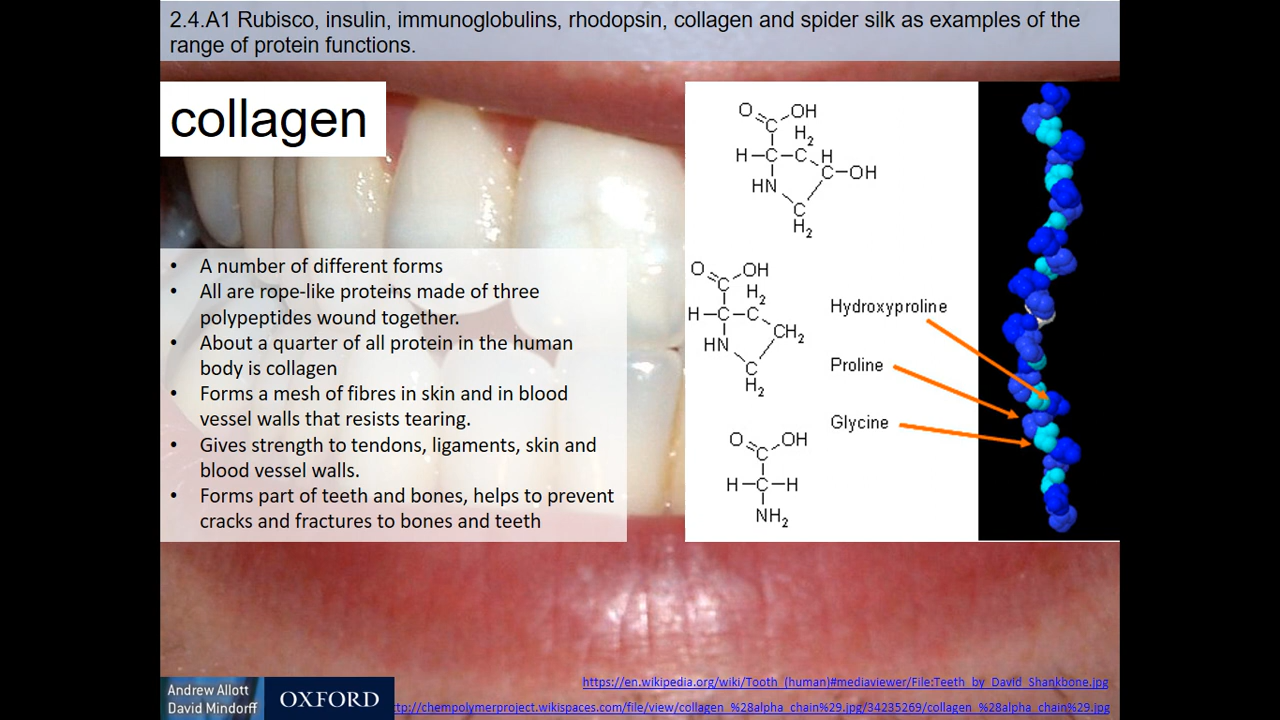 2.4.A1 Rubisco, insulin, immunoglobulins, rhodopsin, collagen and spider silk as examples of the
range of protein functions.
collagen
• A number of different forms
• All are rope-like proteins made of three
polypeptides wound together.
• About a quarter of all protein in the human
body is collagen
• Forms a mesh of fibres in skin and in blood
vessel walls that resists tearing.
• Gives strength to tendons, ligaments, skin and
blood vessel walls.
• Forms part of teeth and bones, helps to prevent
cracks and fractures to bones and teeth
O OH
C H2
H C C H
C OH
HN
C
H2
O OH
C H2
H C C
CH2
HN
C
H2
O OH
C
H C H
NH2
Hydroxyproline
Proline
Glycine
Andrew Allott
David Mindorff
OXFORD
https://en.wikipedia.org/wiki/Tooth_(human)#mediaviewer/File:Teeth_by_David_Shankbone.jpg
http://chempolymerproject.wikispaces.com/file/view/collagen_%28alpha_chain%29.jpg/34235269/collagen_%28alpha_chain%29.jpg